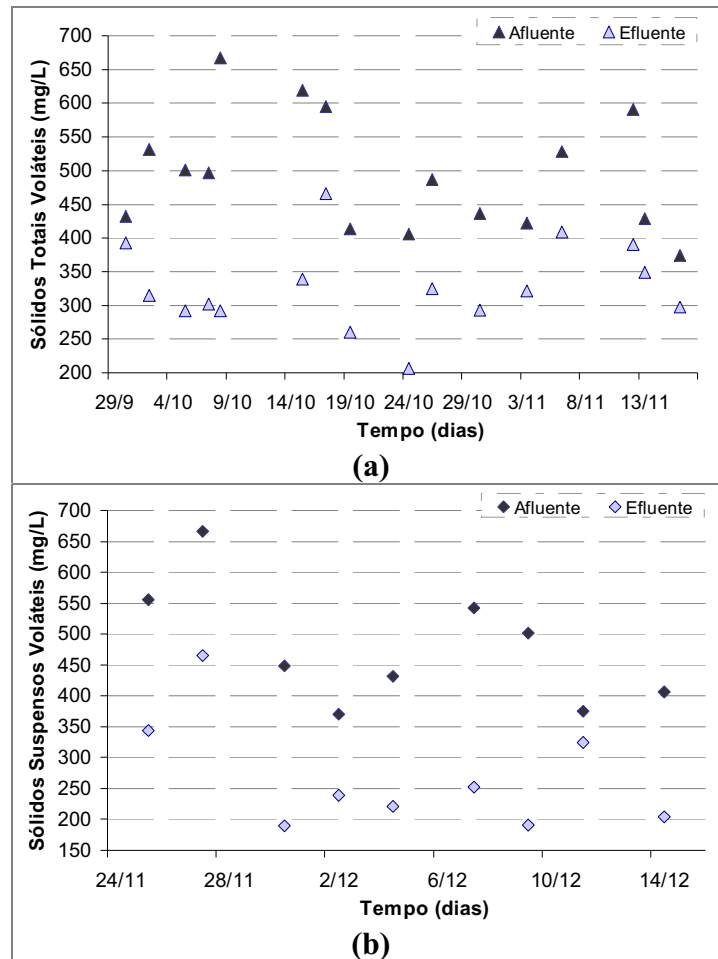 Afluente Efluente
Sólidos Totais Voláteis (mg/L)
700
650
600
550
500
450
400
350
300
250
200
29/9 4/10 9/10 14/10 19/10 24/10 29/10 3/11 8/11 13/11
Tempo (dias)
(a)
Afluente Efluente
Sólidos Suspensos Voláteis (mg/L)
700
650
600
550
500
450
400
350
300
250
200
150
24/11 28/11 2/12 6/12 10/12 14/12
Tempo (dias)
(b)